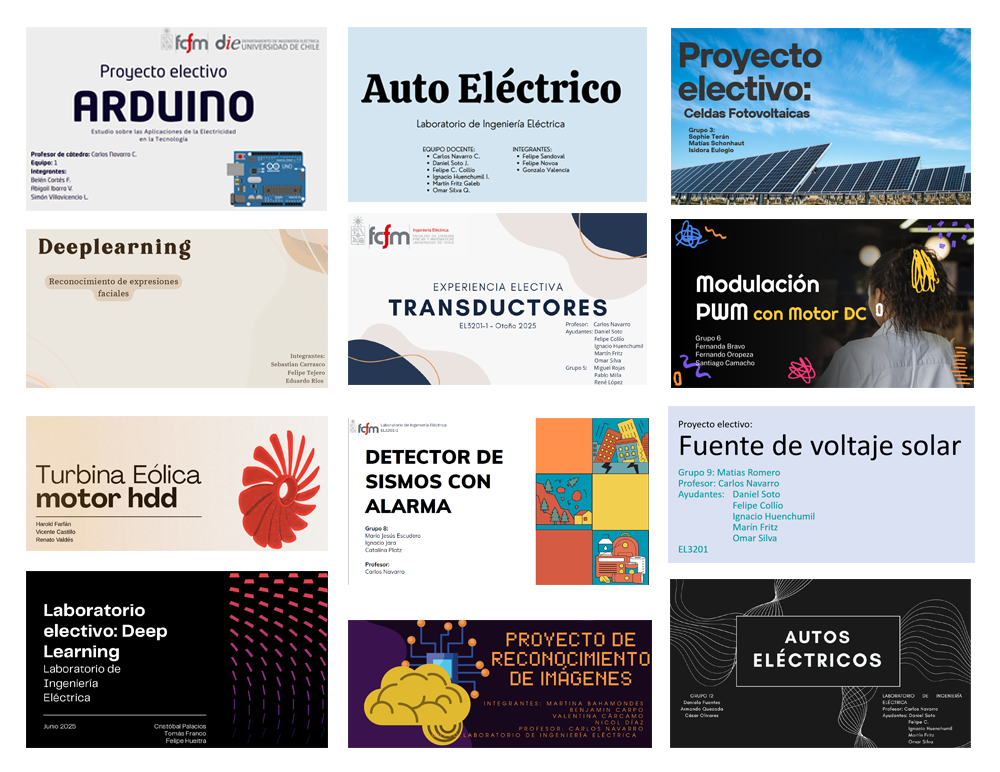 fcfm die DEPARTAMENTO DE INGENIERÍA ELÉCTRICA
UNIVERSIDAD DE CHILE
Proyecto electivo
ARDUINO
Estudio sobre las Aplicaciones de la Electricidad
en la Tecnología
Profesor de cátedra: Carlos Navarro C.
Equipo: 1
Integrantes:
Belén Cortés F.
Abigail Ibarra V.
Simón Villavicencio L.
UNO
Auto Eléctrico
Laboratorio de Ingeniería Eléctrica
EQUIPO DOCENTE:
Carlos Navarro C.
Daniel Soto J.
Felipe C. Collío
Ignacio Huenchumil I.
Martín Fritz Galeb
Omar Silva Q.
INTEGRANTES:
Felipe Sandoval
Felipe Novoa
Gonzalo Valencia
Proyecto
electivo:
Celdas Fotovoltaicas
Grupo 3:
Sophie Terán
Matías Schonhaut
Isidora Eulogio
Deeplearning
Reconocimiento de expresiones
faciales
Integrantes:
Sebastian Carrasco
Felipe Tejero
Eduardo Rios
fcfm
Ingeniería Eléctrica
EXPERIENCIA ELECTIVA
TRANSDUCTORES
EL3201-1 - Otoño 2025
Profesor: Carlos Navarro
Ayudantes: Daniel Soto
Felipe Collío
Ignacio Huenchumil
Martín Fritz
Omar Silva
Grupo 5: Miguel Rojas
Pablo Milla
René López
Modulación
PWM con Motor DC
Grupo 6
Fernanda Bravo
Fernando Oropeza
Santiago Camacho
Turbina Eólica
motor hdd
Harold Farfán
Vicente Castillo
Renato Valdés
fcfm
Laboratorio de Ingeniería Eléctrica
EL3201-1
DETECTOR DE
SISMOS CON
ALARMA
Grupo 8:
María Jesús Escudero
Ignacio Jara
Catalina Platz
Profesor:
Carlos Navarro
Proyecto electivo:
Fuente de voltaje solar
Grupo 9: Matias Romero
Profesor: Carlos Navarro
Ayudantes: Daniel Soto
Felipe Collío
Ignacio Huenchumil
Marín Fritz
Omar Silva
EL3201
Laboratorio
electivo: Deep
Learning
Laboratorio de
Ingeniería
Eléctrica
Junio 2025
Cristóbal Palacios
Tomás Franco
Felipe Hueitra
PROYECTO DE
RECONOCIMIENTO
DE IMÁGENES
INTEGRANTES: MARTINA BAHAMONDES
BENJAMIN CARPO
VALENTINA CÁRCAMO
NICOL DÍAZ
PROFESOR: CARLOS NAVARRO
LABORATORIO DE INGENIERÍA ELÉCTRICA
AUTOS
ELÉCTRICOS
GRUPO 12
Daniela Fuentes
Armando Quezada
César Olivares
LABORATORIO DE INGENIERÍA
ELÉCTRICA
Profesor: Carlos Navarro
Ayudantes: Daniel Soto
Felipe C.
Ignacio Huenchumil
Martín Fritz
Omar Silva